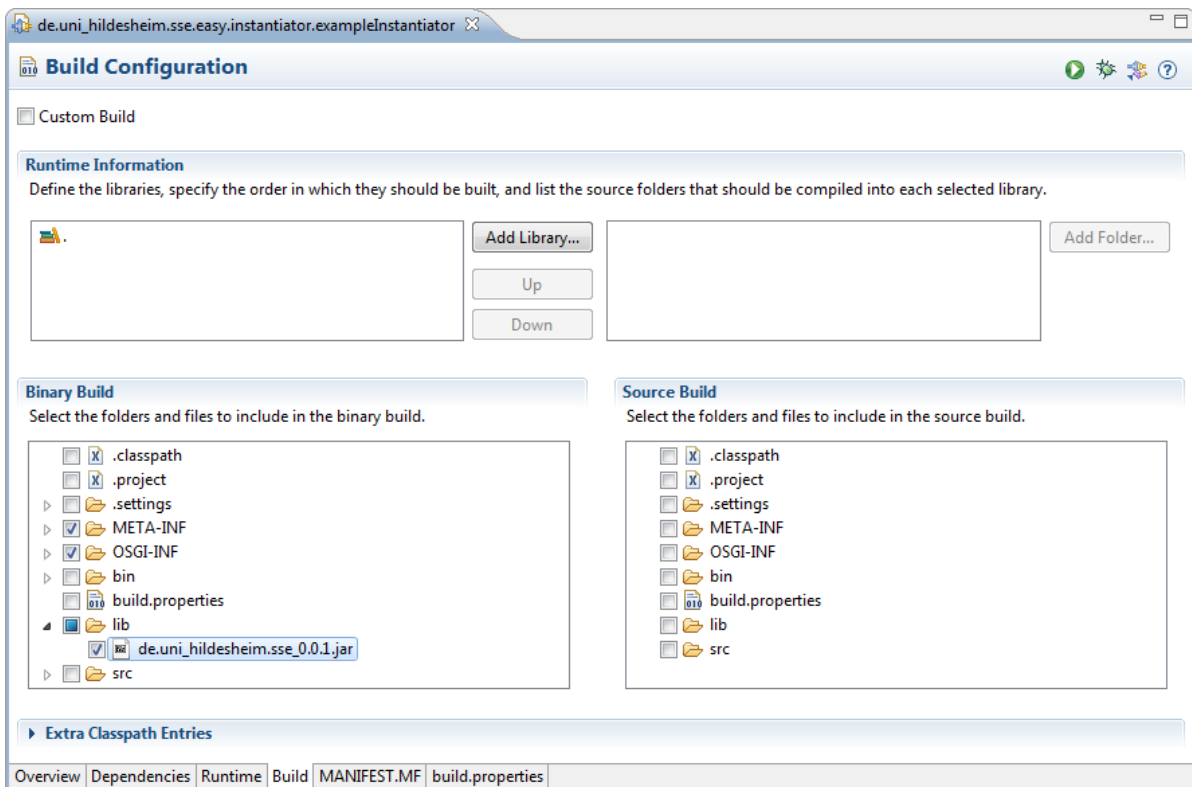 de.uni_hildesheim.sse.easy.instantiator.exampleInstantiator
Build Configuration
Custom Build
Runtime Information
Define the libraries, specify the order in which they should be built, and list the source folders that should be compiled into each selected library.
.
Add Library...
Up
Down
Add Folder...
Binary Build
Select the folders and files to include in the binary build.
.classpath
.project
.settings
META-INF
OSGI-INF
bin
build.properties
lib
de.uni_hildesheim.sse_0.0.1.jar
src
Source Build
Select the folders and files to include in the source build.
.classpath
.project
.settings
META-INF
OSGI-INF
bin
build.properties
lib
src
Extra Classpath Entries
Overview Dependencies Runtime Build MANIFEST.MF build.properties